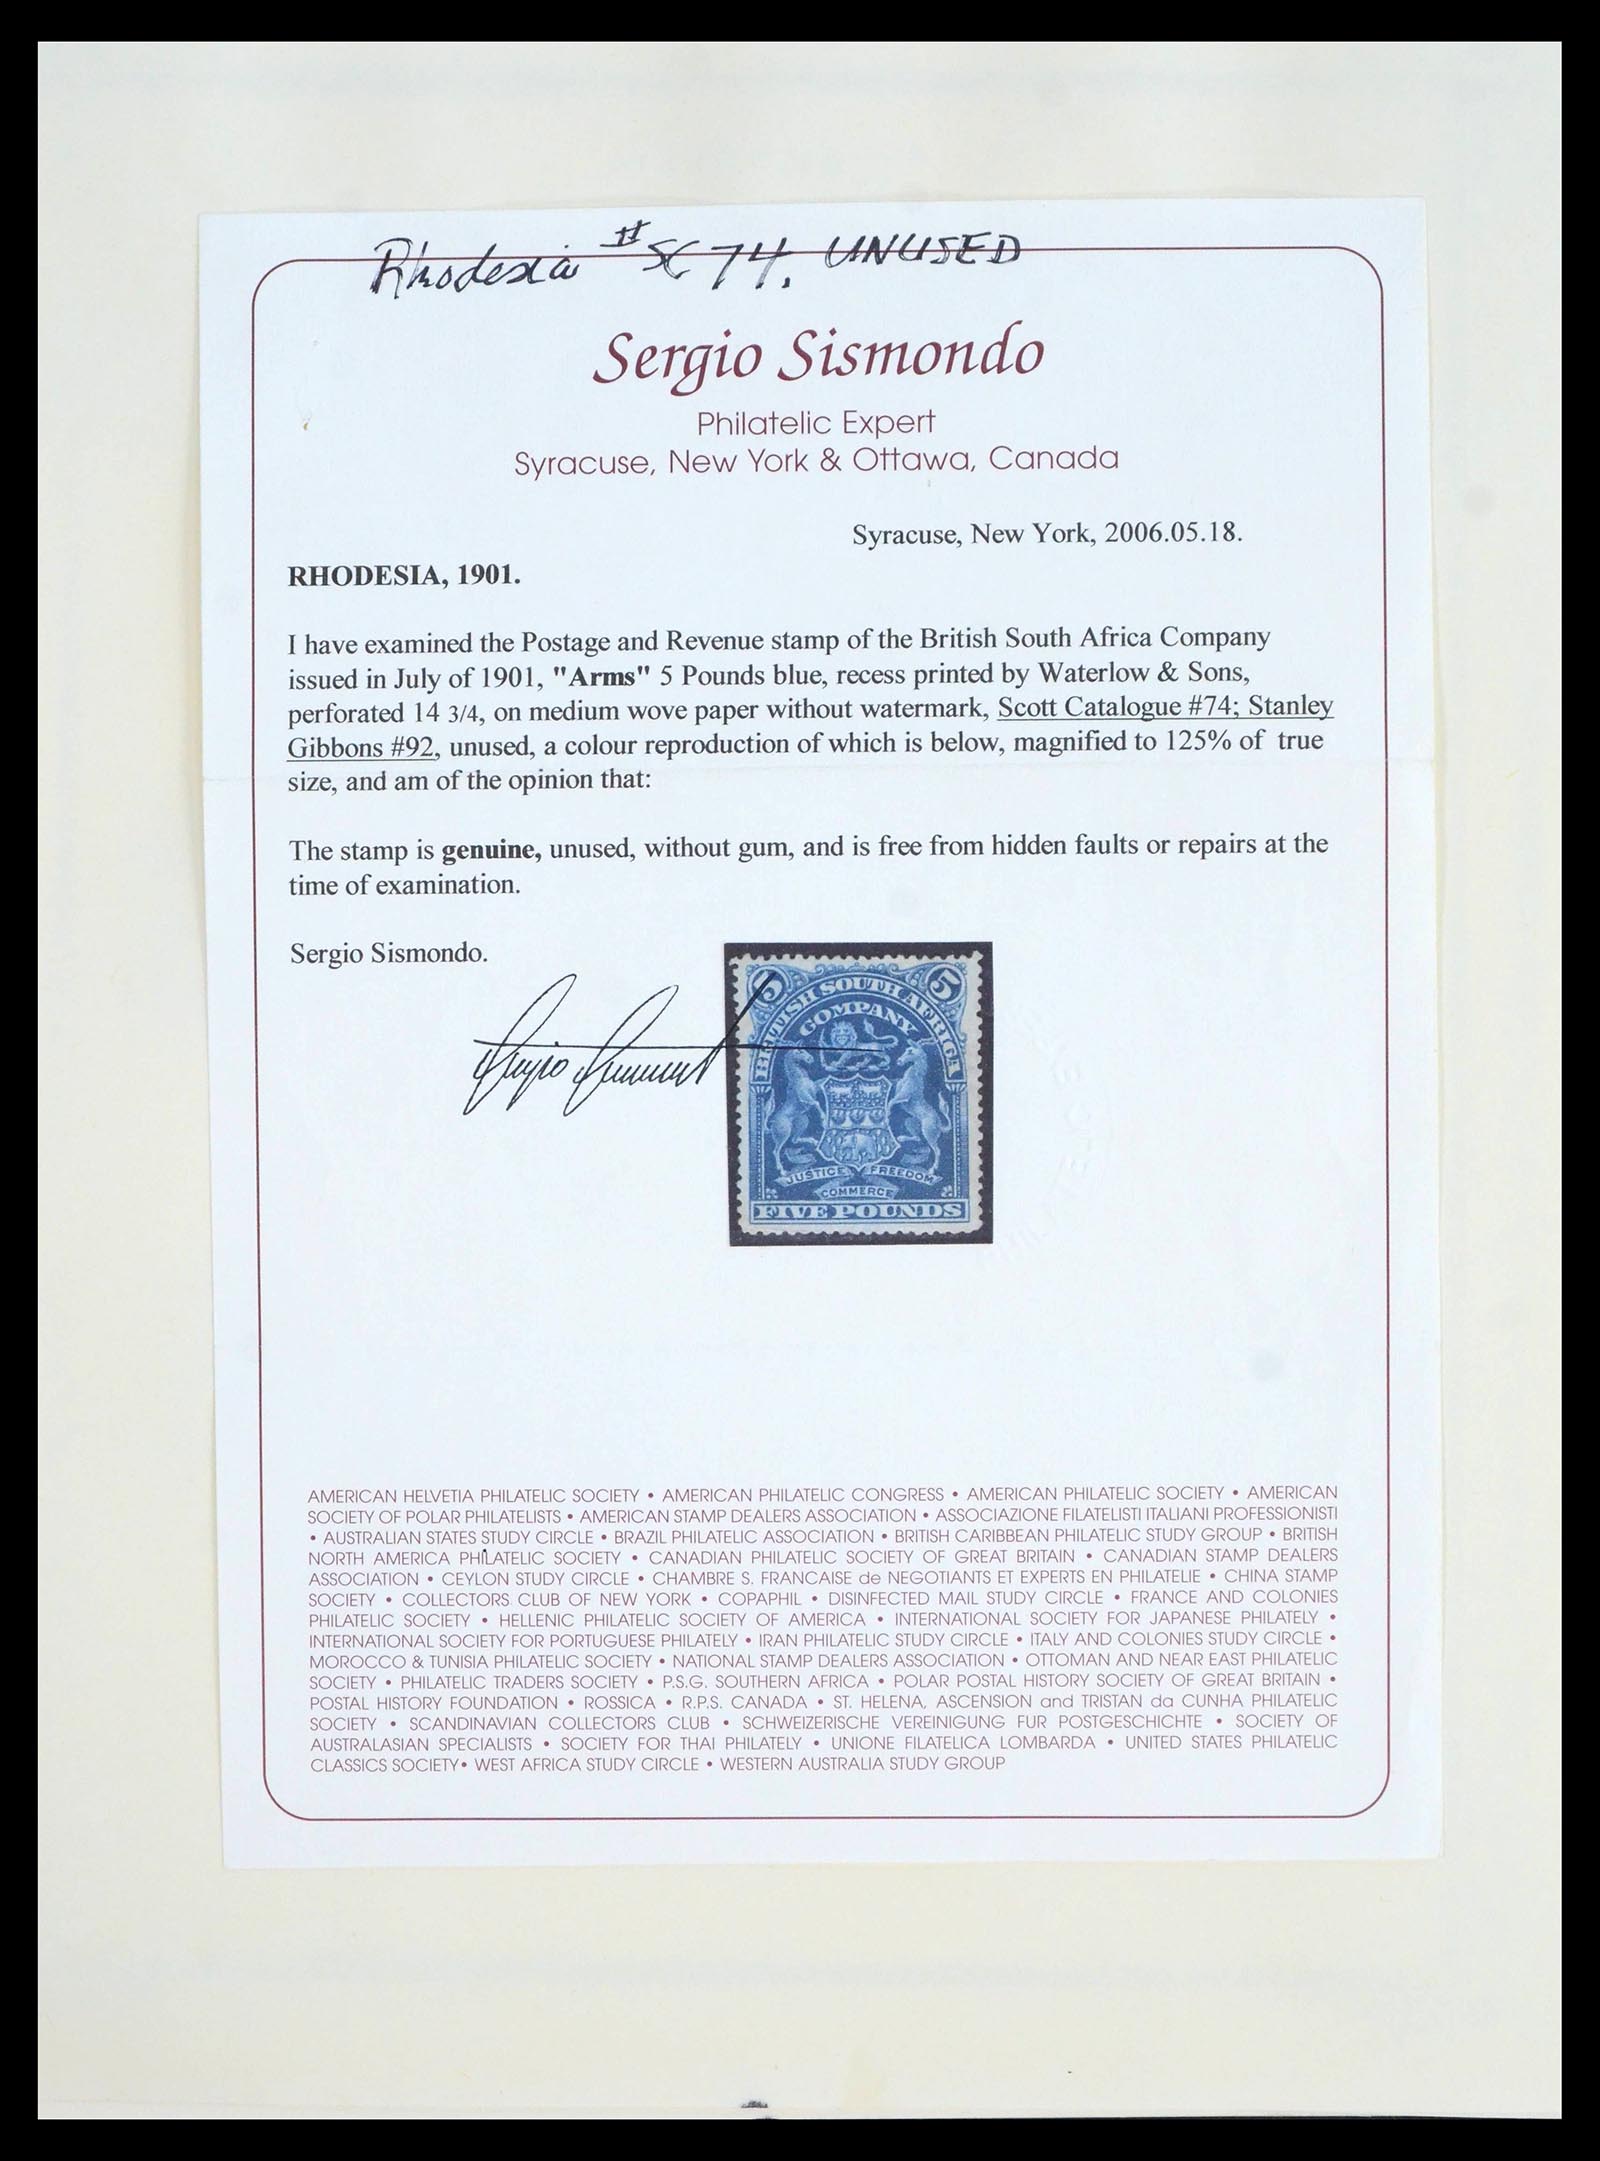 Rhodesia # SC 74. UNUSED
Sergio Sismondo
Philatelic Expert
Syracuse, New York & Ottawa, Canada
Syracuse, New York, 2006.05.18.
RHODESIA, 1901.
I have examined the Postage and Revenue stamp of the British South Africa Company
issued in July of 1901, "Arms" 5 Pounds blue, recess printed by Waterlow & Sons,
perforated 14 3/4, on medium wove paper without watermark, Scott Catalogue #74; Stanley
Gibbons #92, unused, a colour reproduction of which is below, magnified to 125% of true
size, and am of the opinion that:
The stamp is genuine, unused, without gum, and is free from hidden faults or repairs at the
time of examination.
Sergio Sismondo.
5 5
BRITISH SOUTH AFRICA
COMPANY
JUSTICE FREEDOM
COMMERCE
FIVE POUNDS
AMERICAN HELVETIA PHILATELIC SOCIETY • AMERICAN PHILATELIC CONGRESS • AMERICAN PHILATELIC SOCIETY • AMERICAN
SOCIETY OF POLAR PHILATELISTS • AMERICAN STAMP DEALERS ASSOCIATION • ASSOCIAZIONE FILATELISTI ITALIANI PROFESSIONISTI
• AUSTRALIAN STATES STUDY CIRCLE • BRAZIL PHILATELIC ASSOCIATION • BRITISH CARIBBEAN PHILATELIC STUDY GROUP • BRITISH
NORTH AMERICA PHILATELIC SOCIETY • CANADIAN PHILATELIC SOCIETY OF GREAT BRITAIN • CANADIAN STAMP DEALERS
ASSOCIATION • CEYLON STUDY CIRCLE • CHAMBRE S. FRANCAISE de NEGOTIANTS ET EXPERTS EN PHILATELIE • CHINA STAMP
SOCIETY • COLLECTORS CLUB OF NEW YORK • COPAPHIL • DISINFECTED MAIL STUDY CIRCLE • FRANCE AND COLONIES
PHILATELIC SOCIETY • HELLENIC PHILATELIC SOCIETY OF AMERICA • INTERNATIONAL SOCIETY FOR JAPANESE PHILATELY •
INTERNATIONAL SOCIETY FOR PORTUGUESE PHILATELY • IRAN PHILATELIC STUDY CIRCLE • ITALY AND COLONIES STUDY CIRCLE •
MOROCCO & TUNISIA PHILATELIC SOCIETY • NATIONAL STAMP DEALERS ASSOCIATION • OTTOMAN AND NEAR EAST PHILATELIC
SOCIETY • PHILATELIC TRADERS SOCIETY • P.S.G. SOUTHERN AFRICA • POLAR POSTAL HISTORY SOCIETY OF GREAT BRITAIN •
POSTAL HISTORY FOUNDATION • ROSSICA • R.P.S. CANADA • ST. HELENA, ASCENSION and TRISTAN da CUNHA PHILATELIC
SOCIETY • SCANDINAVIAN COLLECTORS CLUB • SCHWEIZERISCHE VEREINIGUNG FUR POSTGESCHICHTE • SOCIETY OF
AUSTRALASIAN SPECIALISTS • SOCIETY FOR THAI PHILATELY • UNIONE FILATELICA LOMBARDA • UNITED STATES PHILATELIC
CLASSICS SOCIETY• WEST AFRICA STUDY CIRCLE • WESTERN AUSTRALIA STUDY GROUP